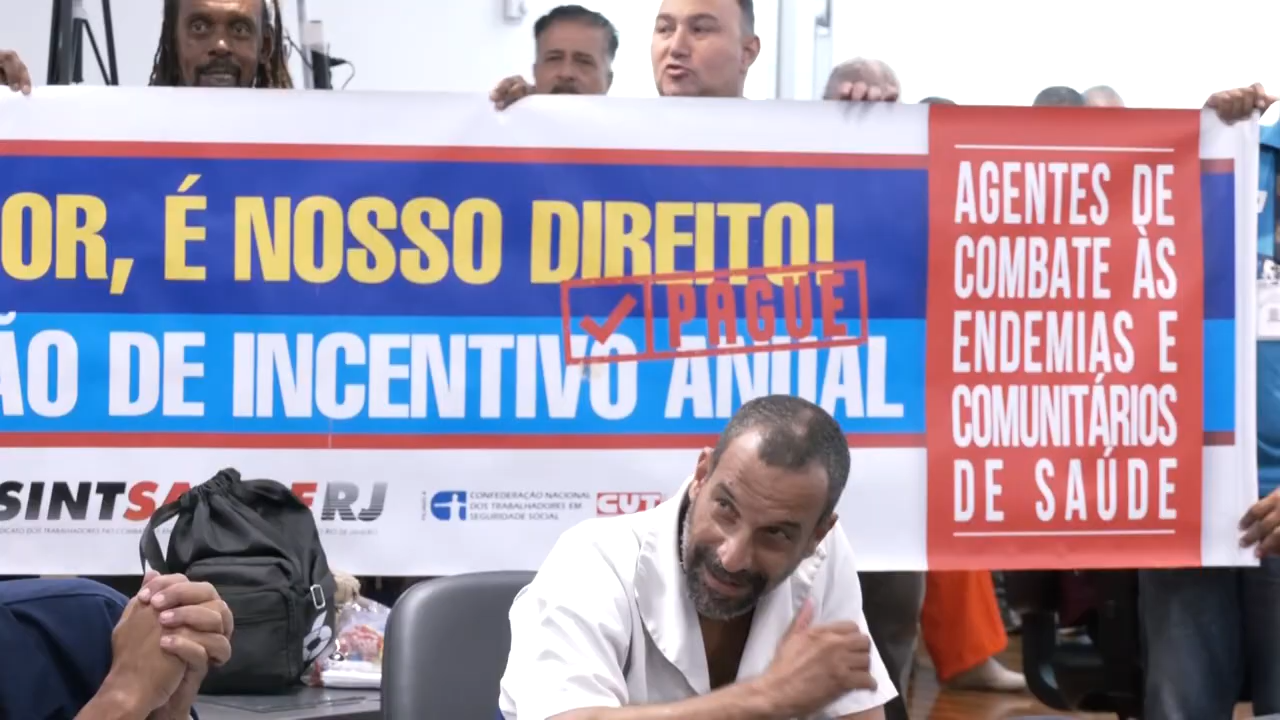 OR, É NOSSO DIREITO!
PAGUE
ÃO DE INCENTIVO ANUAL
AGENTES DE
COMBATE ÀS
ENDEMIAS E
COMUNITÁRIOS
DE SAÚDE
SINTSA E RJ
CONFEDERAÇÃO NACIONAL
DOS TRABALHADORES EM
SEGURIDADE SOCIAL
CUT